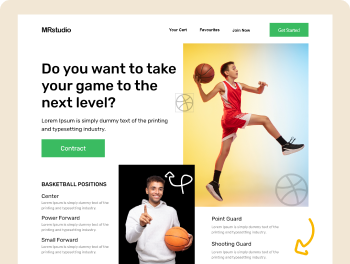 MRstudio
Your Cart
Favourites
Join Now
Get Started
Do you want to take
your game to the
next level?
Lorem Ipsum is simply dummy text of the printing
and typesetting industry.
Contract
BASKETBALL POSITIONS
Center
Lorem Ipsum is simply dummy text of the
printing and typesetting industry.
Power Forward
Lorem Ipsum is simply dummy text of the
printing and typesetting industry.
Small Forward
Lorem Ipsum is simply dummy text of the
printing and typesetting industry.
Point Guard
Lorem Ipsum is simply dummy text of the
printing and typesetting industry.
Shooting Guard
Lorem Ipsum is simply dummy text of the
printing and typesetting industry.